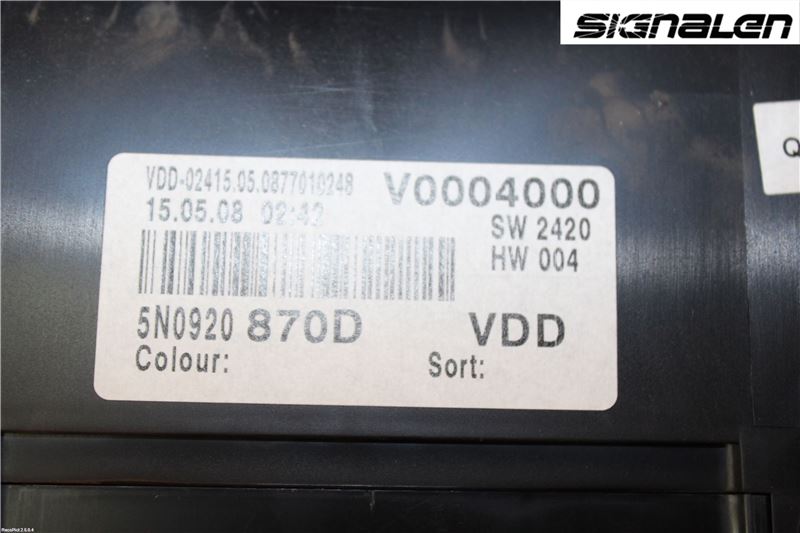 SIGNALEN
VDD-02415.05.0877010248
V0004000
15.05.08 02:42
SW 2420
HW 004
5N0920 870D
VDD
Colour:
Sort:
Q